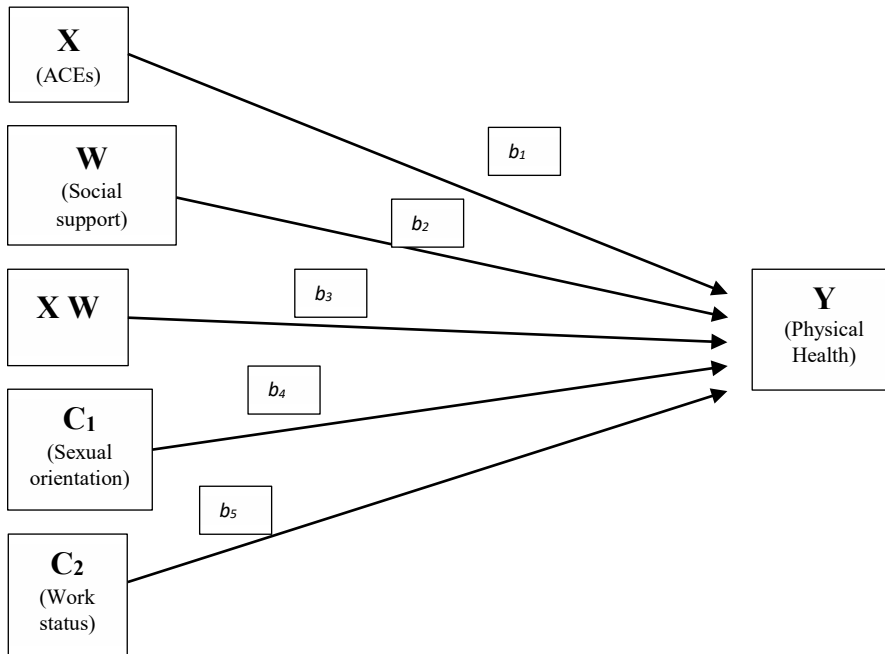 X
(ACEs)
b₁
W
(Social
support)
b₂
X W
b₃
Y
(Physical
Health)
b₄
C₁
(Sexual
orientation)
b₅
C₂
(Work
status)